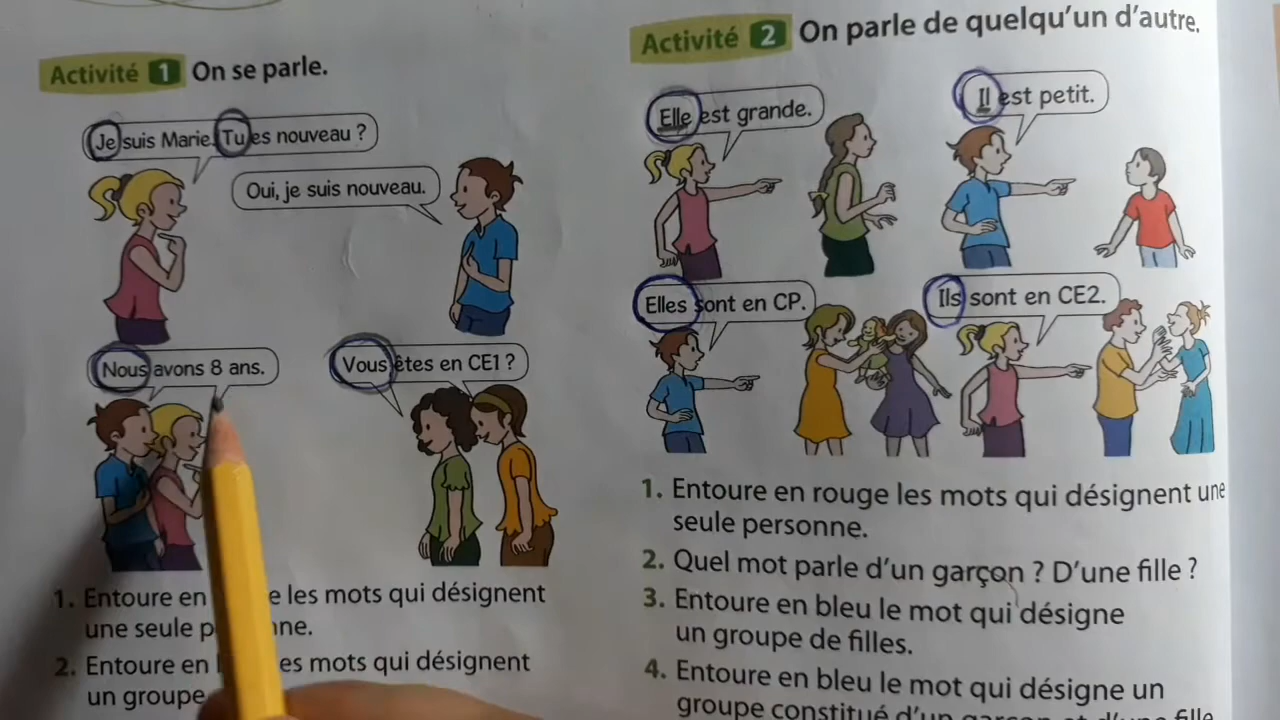 Activité 1 On se parle.
Je suis Marie. Tu es nouveau ?
Oui, je suis nouveau.
Nous avons 8 ans.
Vous êtes en CE1 ?
1. Entoure en les mots qui désignent
une seule
2. Entoure en les mots qui désignent
un groupe
Activité 2 On parle de quelqu'un d'autre.
Elle est grande.
Il est petit.
Elles sont en CP.
Ils sont en CE2.
1. Entoure en rouge les mots qui désignent une
seule personne.
2. Quel mot parle d'un garçon ? D'une fille ?
3. Entoure en bleu le mot qui désigne
un groupe de filles.
4. Entoure en bleu le mot qui désigne un
groupe constitué d'un garçon et d'une fille